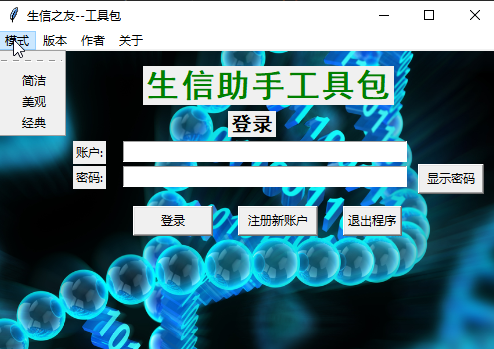 生信之友--工具包
模式 版本 作者 关于
简洁
美观
经典
生信助手工具包
登录
账户:
密码:
显示密码
登录 注册新账户 退出程序
101